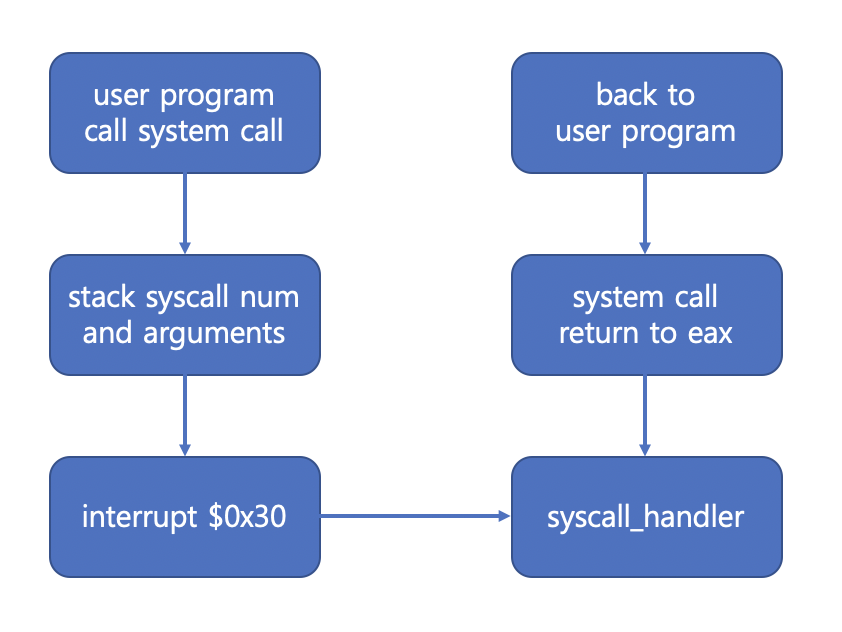 user program
call system call
stack syscall num
and arguments
interrupt $0x30
back to
user program
system call
return to eax
syscall_handler